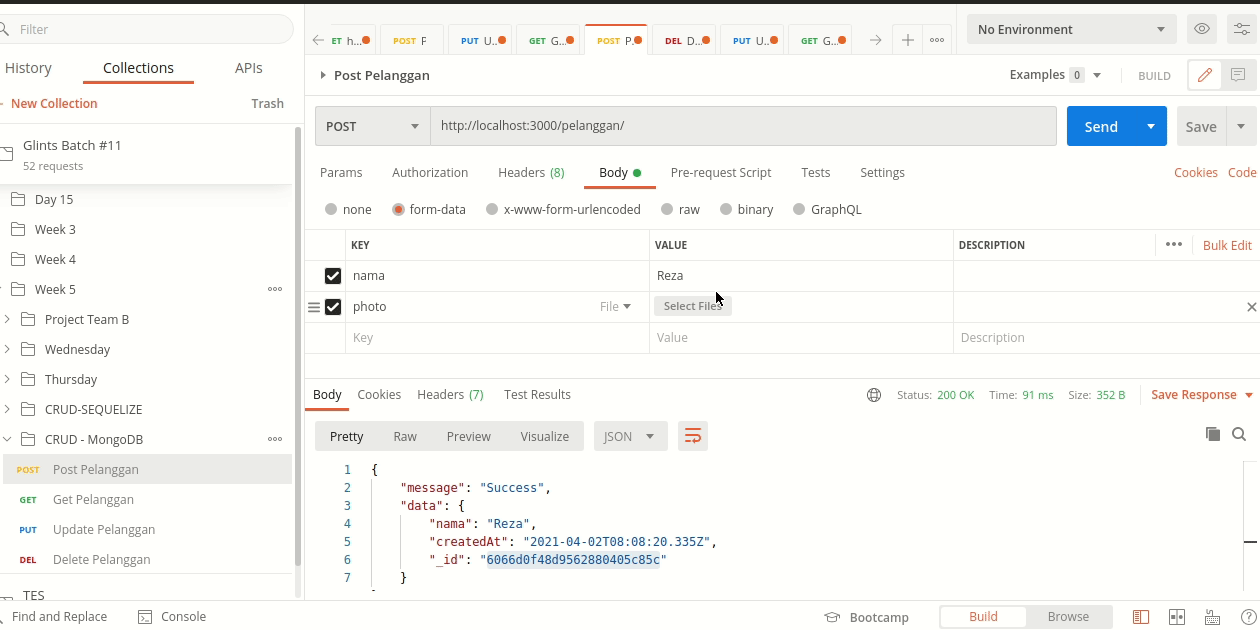 Filter
ET h... POST F PUT U.. GET G... POST P. DEL D... PUT U.. GET G...
No Environment
History Collections APIs
Post Pelanggan
Examples 0 BUILD
New Collection Trash
POST http://localhost:3000/pelanggan/ Send Save
Glints Batch #11
52 requests
Params Authorization Headers (8) Body Pre-request Script Tests Settings Cookies Code
Day 15
none form-data x-www-form-urlencoded raw binary GraphQL
Week 3
KEY VALUE DESCRIPTION Bulk Edit
Week 4
nama Reza
Week 5
photo File Select Files
Project Team B
Key Value Description
Wednesday
Thursday
Body Cookies Headers (7) Test Results Status: 200 OK Time: 91 ms Size: 352 B Save Response
CRUD-SEQUELIZE
CRUD - MongoDB
Pretty Raw Preview Visualize JSON
POST Post Pelanggan
1 {
2 "message": "Success",
GET Get Pelanggan
3 "data": {
4 "nama": "Reza",
PUT Update Pelanggan
5 "createdAt": "2021-04-02T08:08:20.335Z",
DEL Delete Pelanggan
6 "_id": "6066d0f48d9562880405c85c"
7 }
TES
Find and Replace Console Bootcamp Build Browse